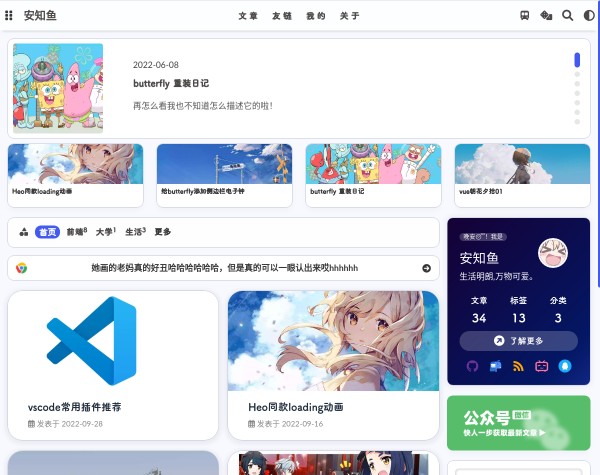 安知鱼
文章 友链 我的 关于
2022-06-08
butterfly 重装日记
再怎么看我也不知道怎么描述它的啦!
Heo同款loading动画
给butterfly添加侧边栏电子钟
butterfly 重装日记
vue朝花夕拾01
首页 前端8 大学1 生活3 更多
她画的老妈真的好丑哈哈哈哈哈哈，但是真的可以一眼认出来哎hhhhhh
vscode常用插件推荐
发表于 2022-09-28
Heo同款loading动画
发表于 2022-09-16
安知鱼
生活明朗,万物可爱。
文章 标签 分类
34 13 3
了解更多
公众号 微信
快人一步获取最新文章